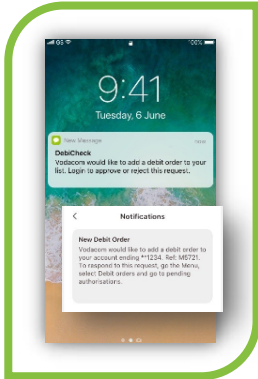 GS
100%
9:41
Tuesday, 6 June
New Message now
DebiCheck
Vodacom would like to add a debit order to your
list. Login to approve or reject this request.
Notifications
New Debit Order
Vodacom would like to add a debit order to
your account ending **1234. Ref: M5721.
To respond to this request, go the Menu,
select Debit orders and go to pending
authorisations.